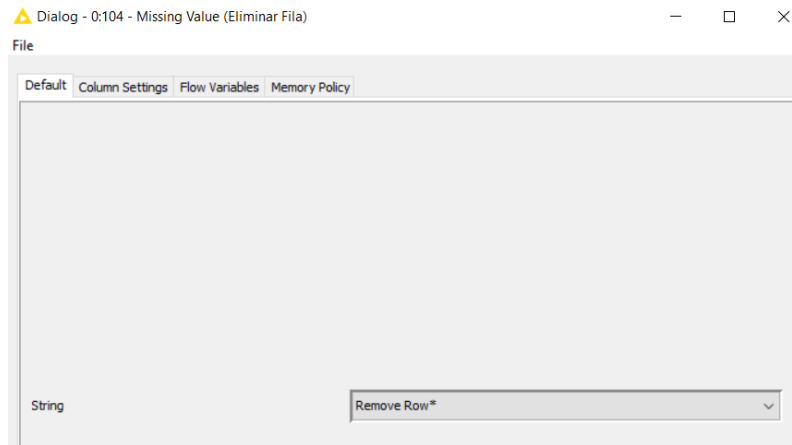 Dialog - 0:104 - Missing Value (Eliminar Fila)
File
Default Column Settings Flow Variables Memory Policy
String Remove Row*